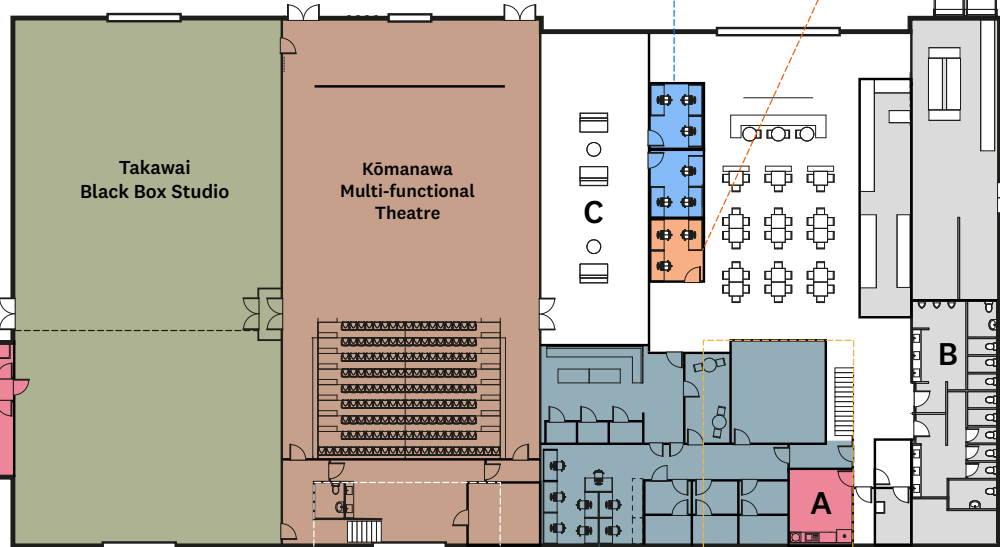 Takawai
Black Box Studio
Kōmanawa
Multi-functional
Theatre
C
B
A